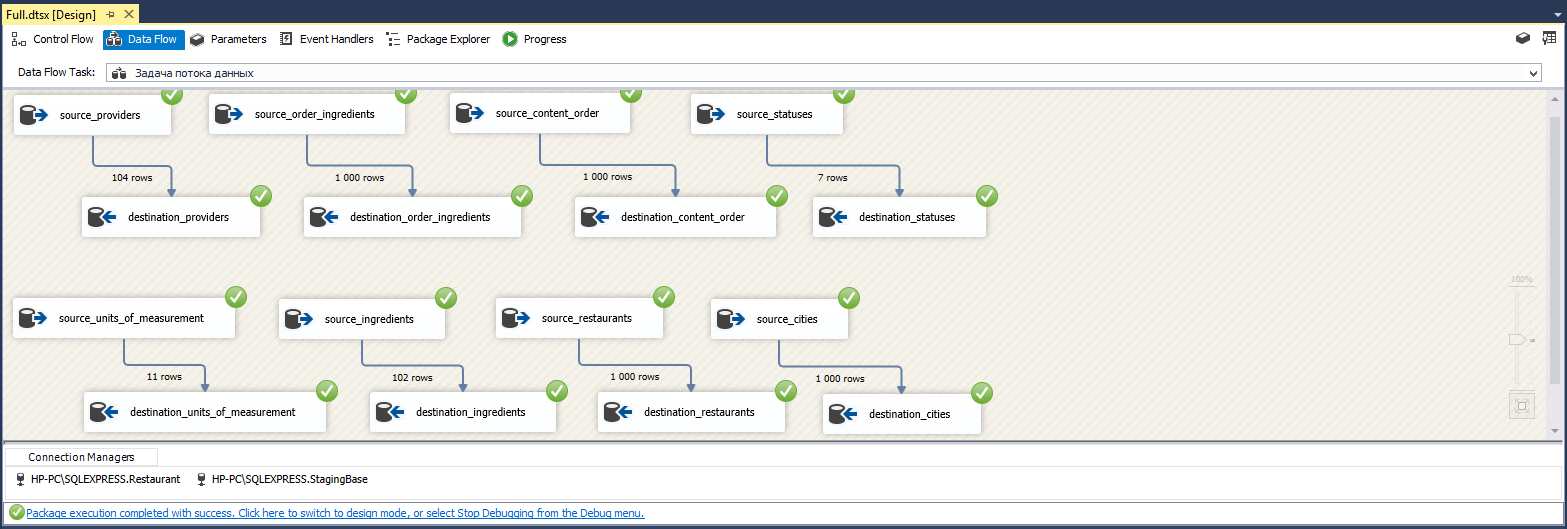 Full.dtsx [Design]
Control Flow Data Flow Parameters Event Handlers Package Explorer Progress
Data Flow Task: Задача потока данных
source_providers source_order_ingredients source_content_order source_statuses
104 rows 1 000 rows 1 000 rows 7 rows
destination_providers destination_order_ingredients destination_content_order destination_statuses
100%
source_units_of_measurement source_ingredients source_restaurants source_cities
11 rows 102 rows 1 000 rows 1 000 rows
destination_units_of_measurement destination_ingredients destination_restaurants destination_cities
Connection Managers
HP-PC\SQLEXPRESS.Restaurant HP-PC\SQLEXPRESS.StagingBase
Package execution completed with success. Click here to switch to design mode, or select Stop Debugging from the Debug menu.